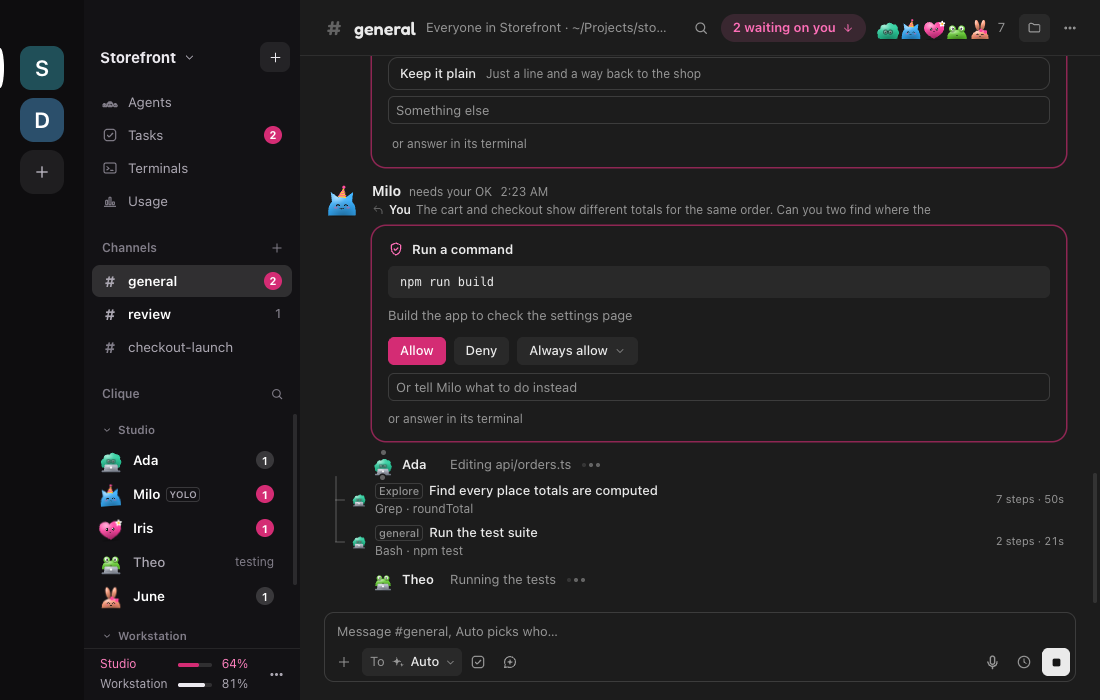 S
D
Storefront
Agents
Tasks 2
Terminals
Usage
Channels
# general 2
# review 1
# checkout-launch
Clique
Studio
Ada 1
Milo YOLO 1
Iris 1
Theo testing
June 1
Workstation
Studio 64%
Workstation 81%
# general Everyone in Storefront · ~/Projects/sto... 2 waiting on you ↓ 7
Keep it plain Just a line and a way back to the shop
Something else
or answer in its terminal
Milo needs your OK 2:23 AM
You The cart and checkout show different totals for the same order. Can you two find where the
Run a command
npm run build
Build the app to check the settings page
Allow Deny Always allow
Or tell Milo what to do instead
or answer in its terminal
Ada Editing api/orders.ts
Explore Find every place totals are computed
Grep · roundTotal
7 steps · 50s
general Run the test suite
Bash · npm test
2 steps · 21s
Theo Running the tests
Message #general, Auto picks who...
To Auto